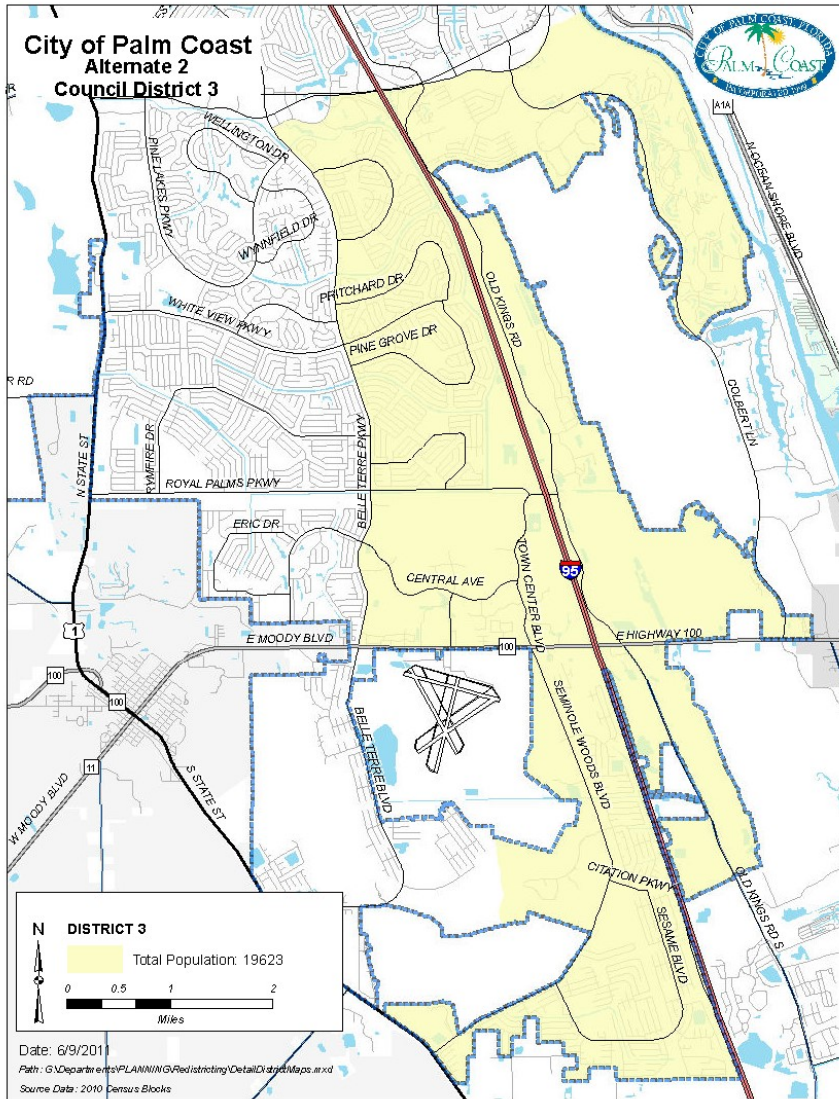 City of Palm Coast
Alternate 2
Council District 3
CITY OF PALM COAST, FLORIDA
PALM COAST
INCORPORATED 1999
A1A
N OCEAN SHORE BLVD
WELLINGTON DR
PINE LAKES PKWY
WYNNFIELD DR
PRITCHARD DR
OLD KINGS RD
WHITE VIEW PKWY
PINE GROVE DR
R RD
COLBERT LN
N STATE ST
RYMFIRE DR
BELLE TERRE PKWY
ROYAL PALMS PKWY
ERIC DR
TOWN CENTER BLVD
95
CENTRAL AVE
1
E MOODY BLVD
100
E HIGHWAY 100
100
100
SEMINOLE WOODS BLVD
BELLE TERRE BLVD
11
W MOODY BLVD
S STATE ST
CITATION PKWY
OLD KINGS RD S
SESAME BLVD
N
DISTRICT 3
Total Population: 19623
0 0.5 1 2
Miles
Date: 6/9/2011
Path: G:\Departments\PLANNING\Redistricting\DetailDistrictMaps.mxd
Source Data: 2010 Census Blocks